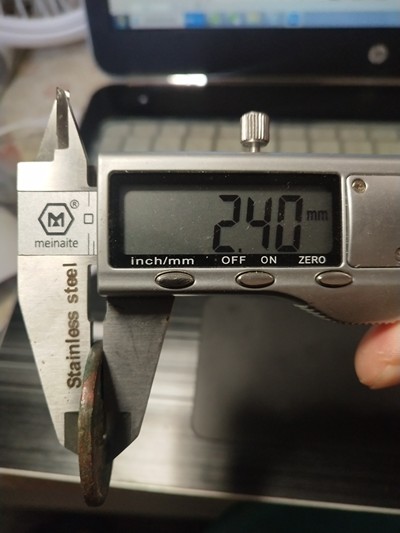 2.40 mm
inch/mm OFF ON ZERO
M ®
meinaite
Stainless steel